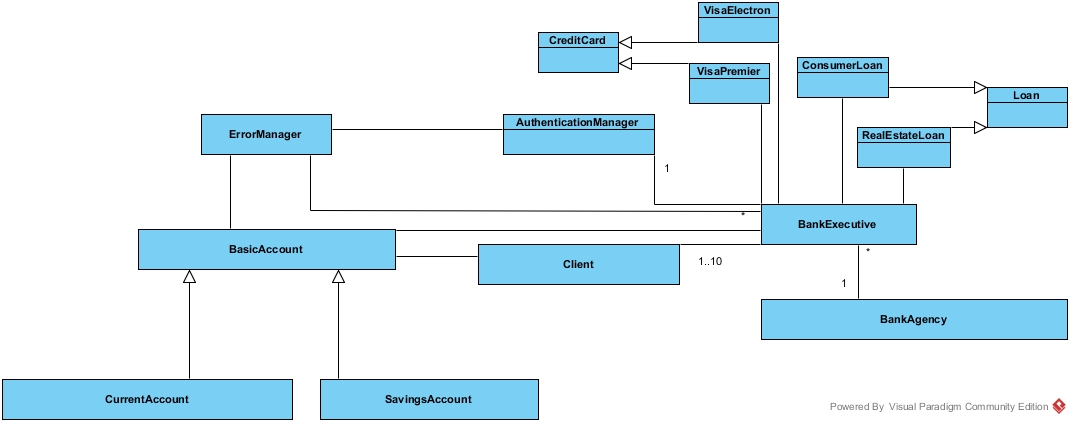 VisaElectron
CreditCard
VisaPremier
ConsumerLoan
Loan
ErrorManager
AuthenticationManager
RealEstateLoan
1
*
BankExecutive
BasicAccount
Client
1..10
*
1
BankAgency
CurrentAccount
SavingsAccount
Powered By Visual Paradigm Community Edition